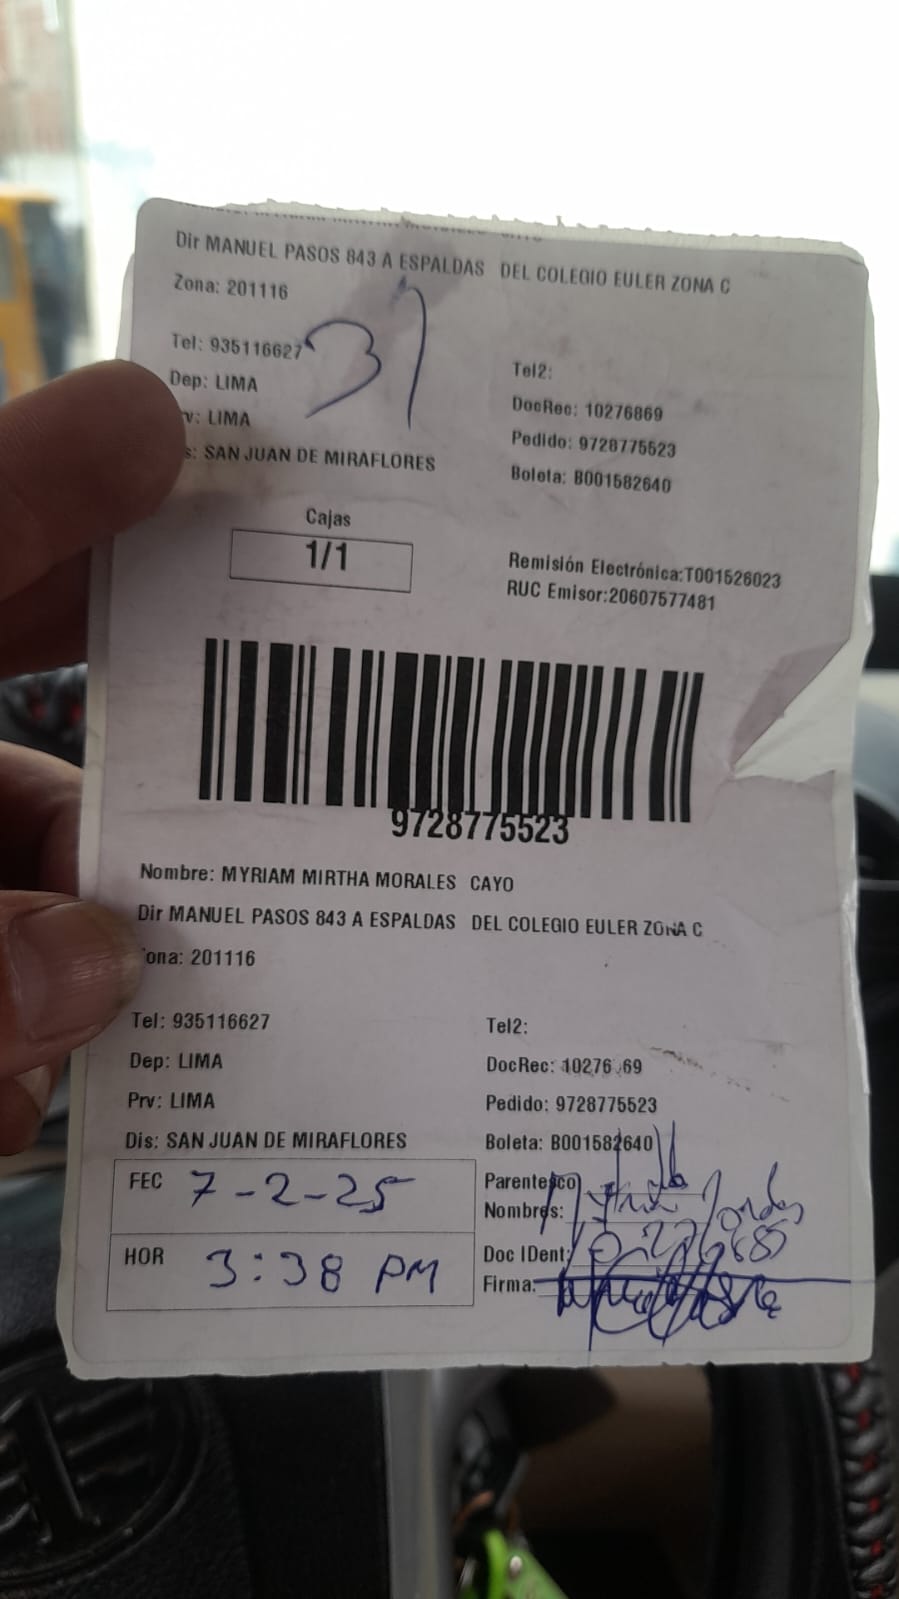 Dir MANUEL PASOS 843 A ESPALDAS DEL COLEGIO EULER ZONA C
Zona: 201116
31
Tel: 935116627
Tel2:
Dep: LIMA
DocRec: 10276869
v: LIMA
Pedido: 9728775523
s: SAN JUAN DE MIRAFLORES
Boleta: B001582640
Cajas
1/1
Remisión Electrónica:T001526023
RUC Emisor:20607577481
9728775523
Nombre: MYRIAM MIRTHA MORALES CAYO
Dir MANUEL PASOS 843 A ESPALDAS DEL COLEGIO EULER ZONA C
ona: 201116
Tel: 935116627
Tel2:
Dep: LIMA
DocRec: 10276 69
Prv: LIMA
Pedido: 9728775523
Dis: SAN JUAN DE MIRAFLORES
Boleta: B001582640
FEC 7-2-25
Parentesco
Nombres:
HOR 3:38 PM
Doc IDent:
Firma: